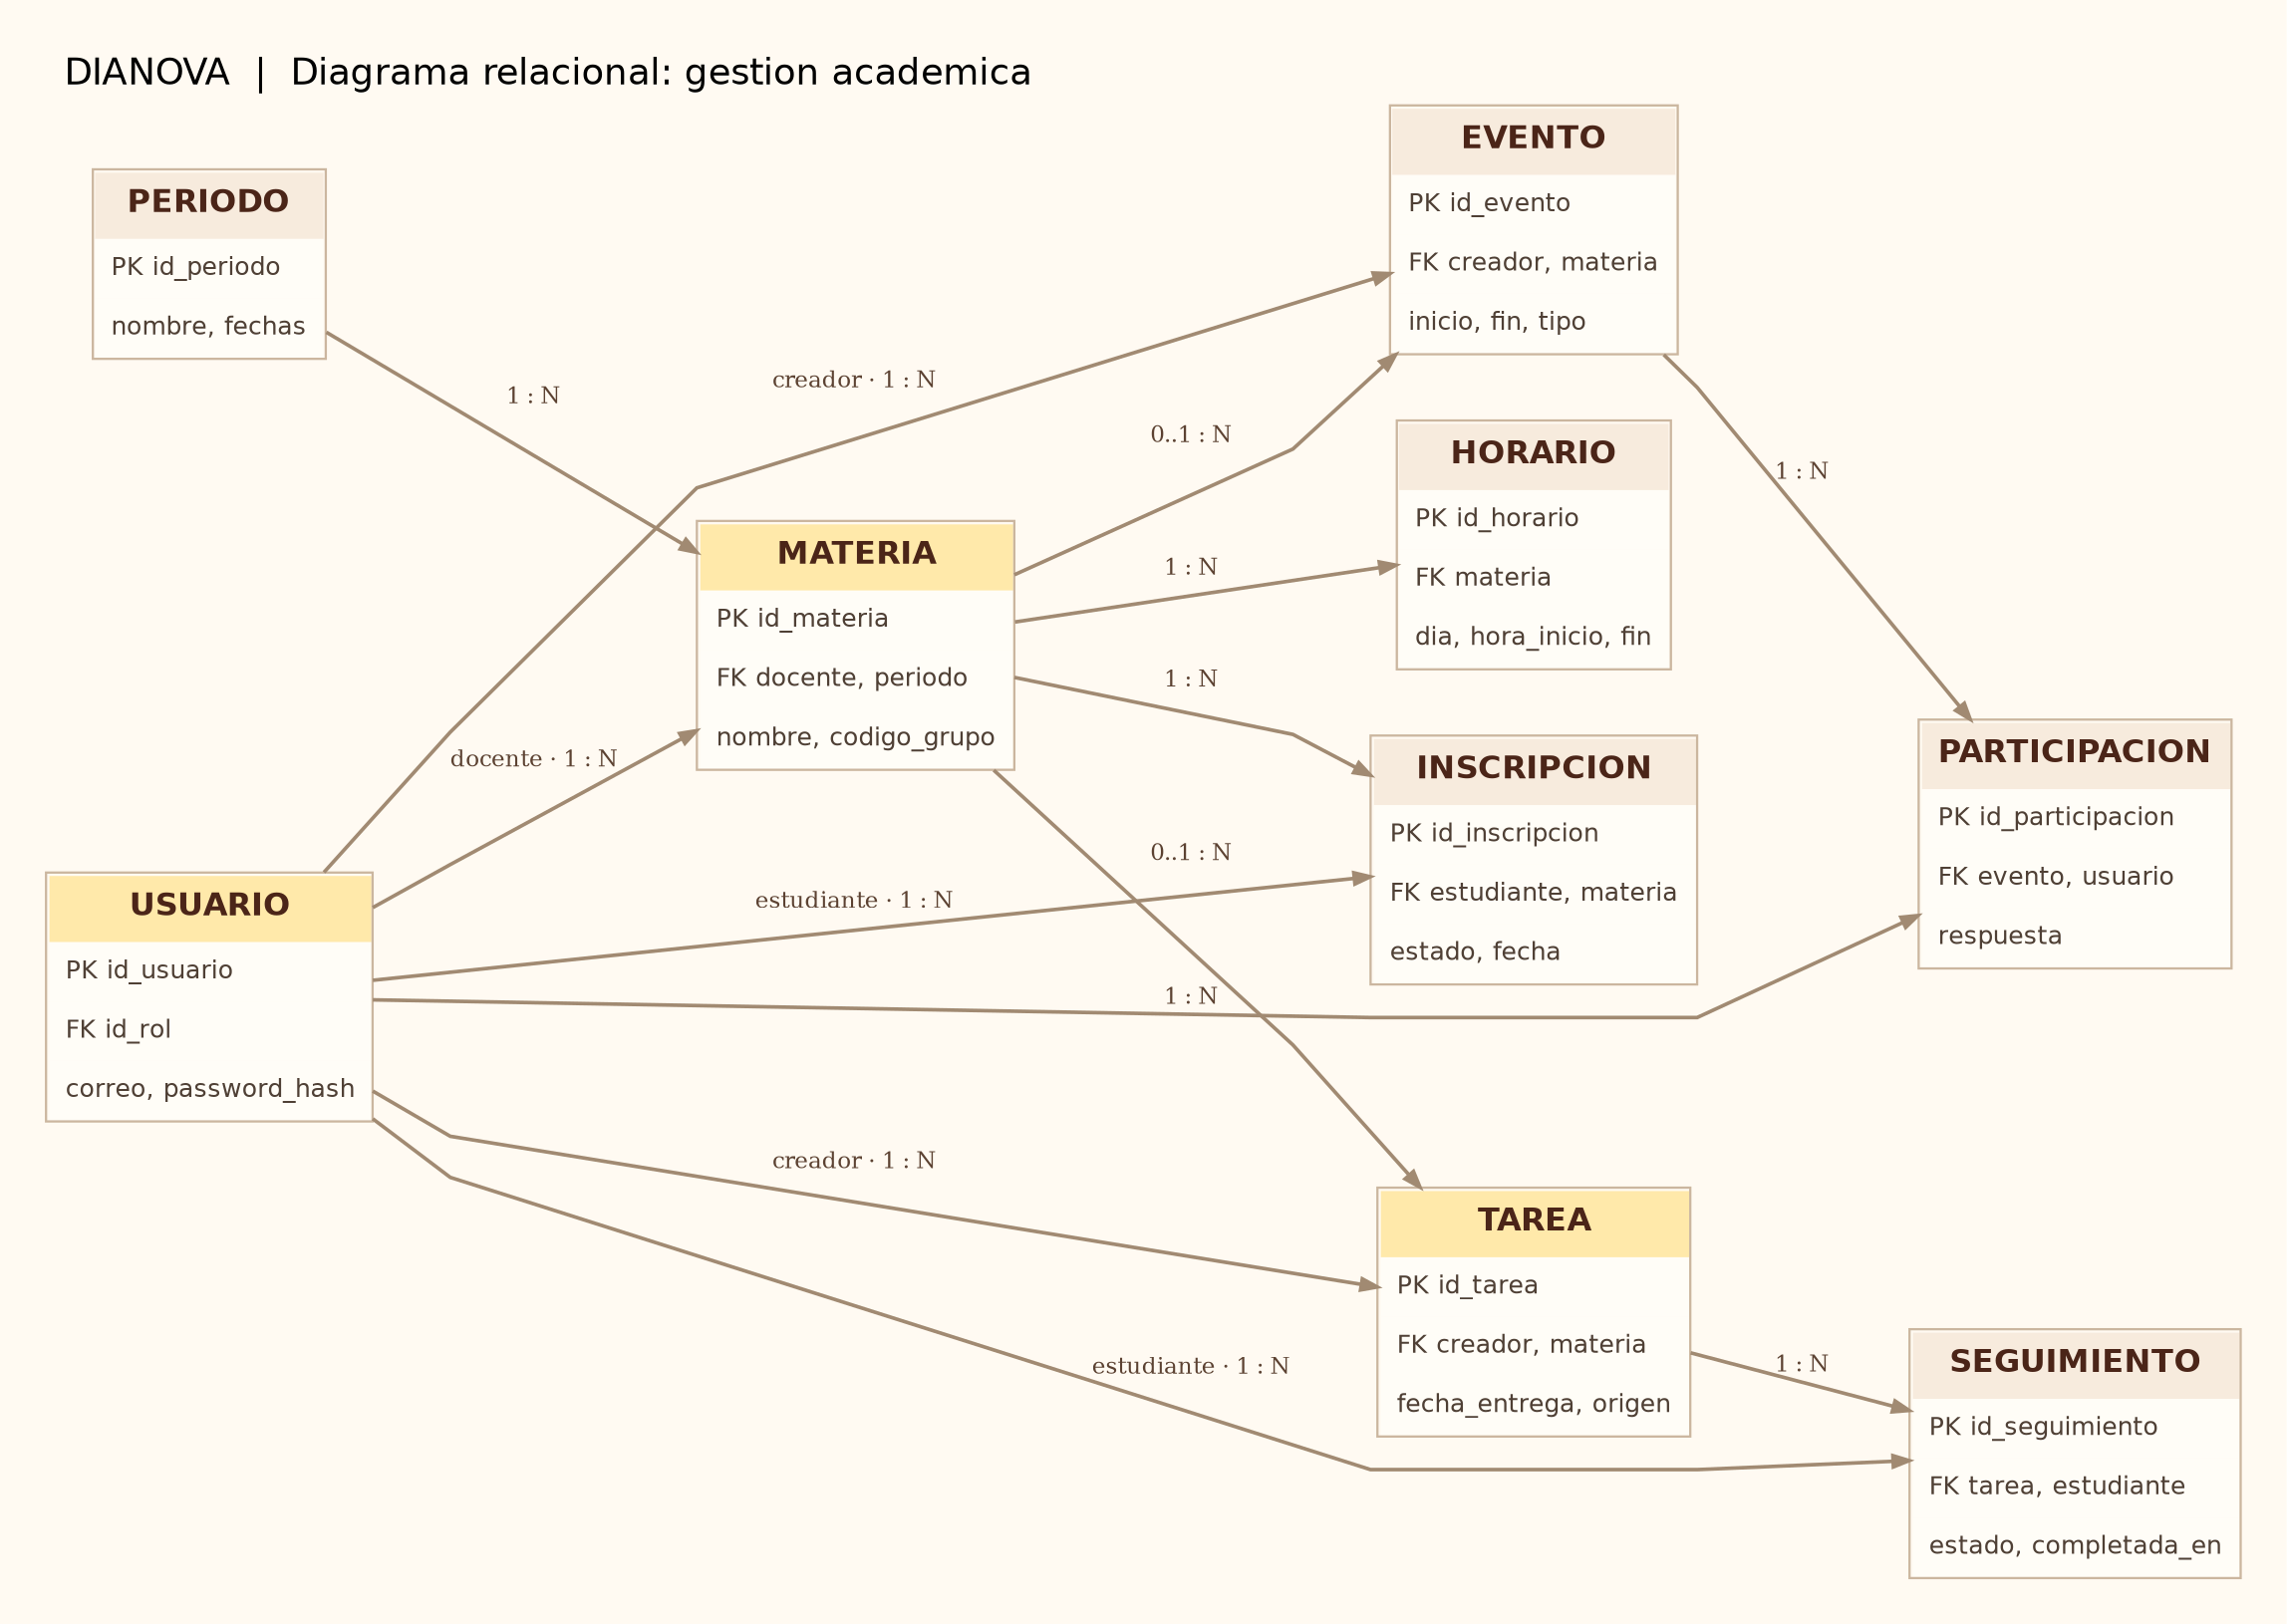 DIANOVA | Diagrama relacional: gestion academica
PERIODO
PK id_periodo
nombre, fechas
EVENTO
PK id_evento
FK creador, materia
inicio, fin, tipo
1 : N
creador · 1 : N
0..1 : N
HORARIO
PK id_horario
FK materia
dia, hora_inicio, fin
1 : N
MATERIA
PK id_materia
FK docente, periodo
nombre, codigo_grupo
1 : N
1 : N
docente · 1 : N
INSCRIPCION
PK id_inscripcion
FK estudiante, materia
estado, fecha
PARTICIPACION
PK id_participacion
FK evento, usuario
respuesta
0..1 : N
estudiante · 1 : N
1 : N
USUARIO
PK id_usuario
FK id_rol
correo, password_hash
creador · 1 : N
TAREA
PK id_tarea
FK creador, materia
fecha_entrega, origen
estudiante · 1 : N
1 : N
SEGUIMIENTO
PK id_seguimiento
FK tarea, estudiante
estado, completada_en